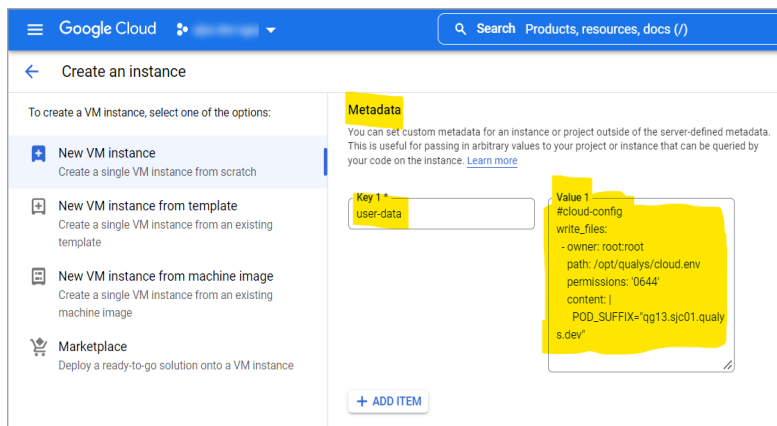 Google Cloud
Search Products, resources, docs (/)
Create an instance
To create a VM instance, select one of the options:
New VM instance
Create a single VM instance from scratch
New VM instance from template
Create a single VM instance from an existing
template
New VM instance from machine image
Create a single VM instance from an existing
machine image
Marketplace
Deploy a ready-to-go solution onto a VM instance
Metadata
You can set custom metadata for an instance or project outside of the server-defined metadata.
This is useful for passing in arbitrary values to your project or instance that can be queried by
your code on the instance. Learn more
Key 1 *
user-data
Value 1
#cloud-config
write_files:
- owner: root:root
path: /opt/qualys/cloud.env
permissions: '0644'
content: |
POD_SUFFIX="qg13.sjc01.qualy
s.dev"
+ ADD ITEM